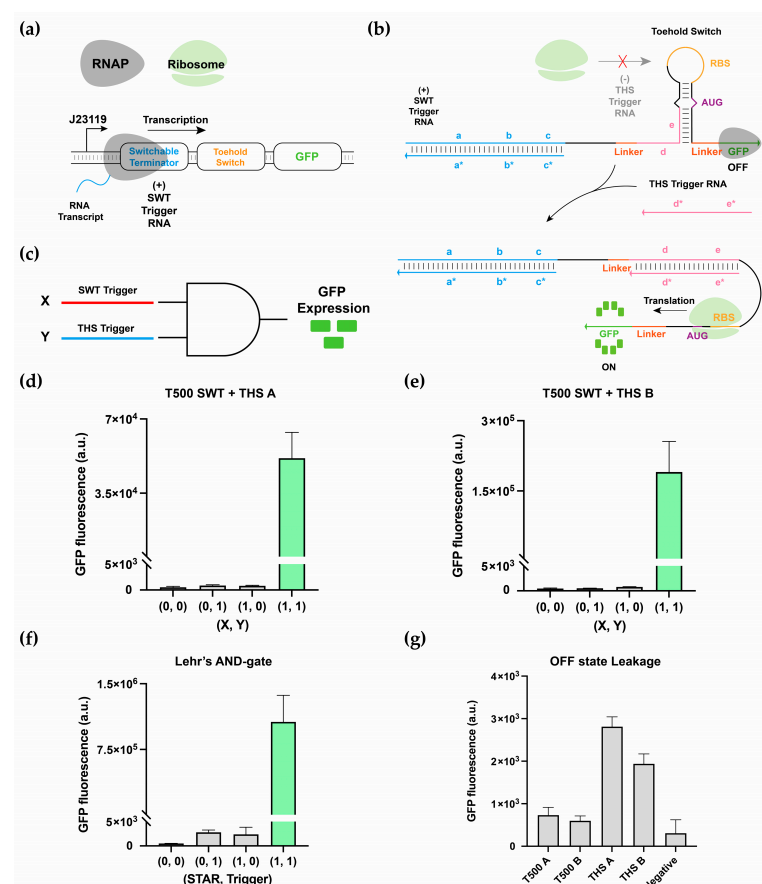 (a)
RNAP
Ribosome
J23119
Transcription
Switchable
Terminator
Toehold
Switch
GFP
RNA
Transcript
(+)
SWT
Trigger
RNA
(b)
Toehold Switch
RBS
(-)
THS
Trigger
RNA
AUG
(+)
SWT
Trigger
RNA
a b c
e
Linker d Linker GFP
a* b* c*
OFF
THS Trigger RNA
d* e*
a b c d e
Linker
a* b* c* d* e*
Translation
RBS
GFP Linker AUG
ON
(c)
X SWT Trigger
Y THS Trigger
GFP
Expression
(d)
T500 SWT + THS A
GFP fluorescence (a.u.)
7×10⁴
3.5×10⁴
5×10³
0
(0, 0) (0, 1) (1, 0) (1, 1)
(X, Y)
(e)
T500 SWT + THS B
GFP fluorescence (a.u.)
3×10⁵
1.5×10⁵
5×10³
0
(0, 0) (0, 1) (1, 0) (1, 1)
(X, Y)
(f)
Lehr's AND-gate
GFP fluorescence (a.u.)
1.5×10⁶
7.5×10⁵
5×10³
0
(0, 0) (0, 1) (1, 0) (1, 1)
(STAR, Trigger)
(g)
OFF state Leakage
GFP fluorescence (a.u.)
4×10³
3×10³
2×10³
1×10³
0
T500 A
T500 B
THS A
THS B